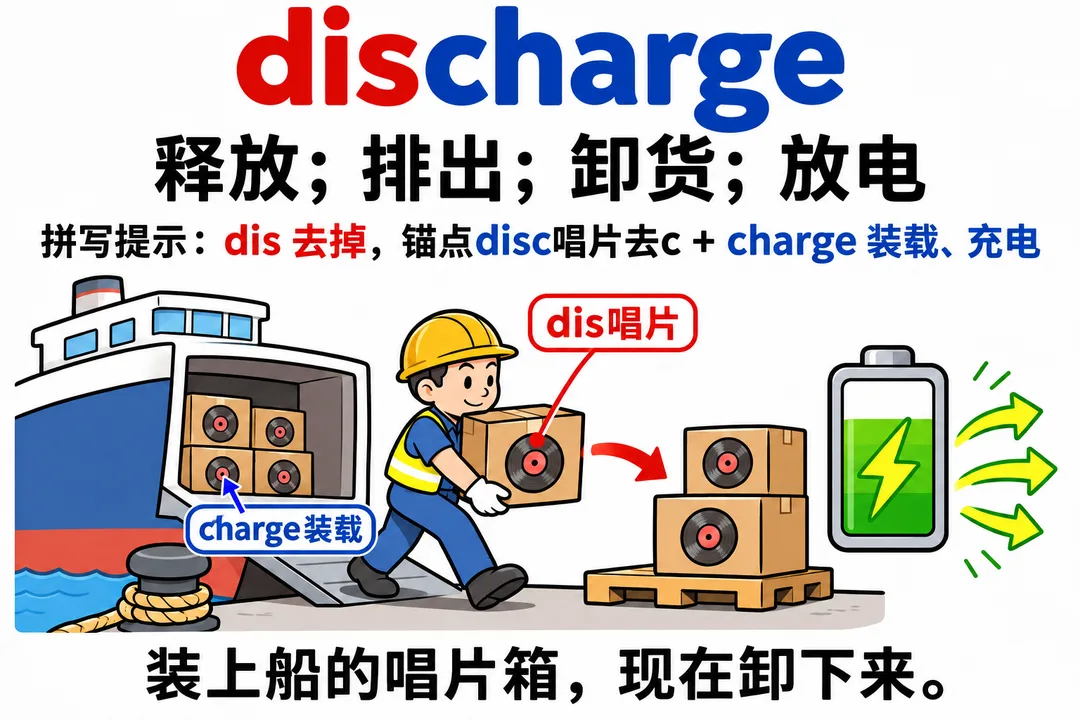 discharge
释放；排出；卸货；放电
拼写提示：dis 去掉，锚点disc唱片去c + charge 装载、充电
dis唱片
charge装载
装上船的唱片箱，现在卸下来。